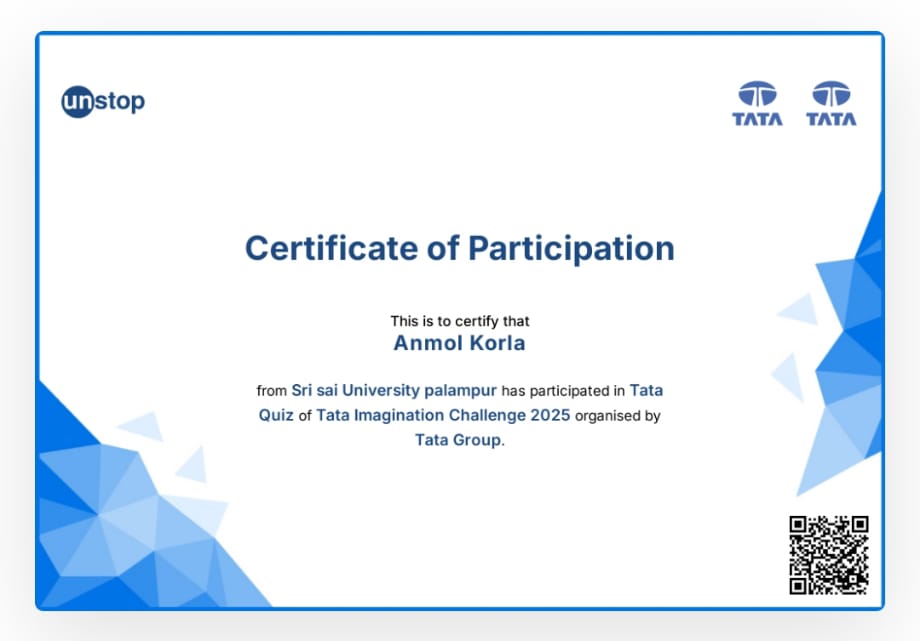 unstop
TATA TATA
Certificate of Participation
This is to certify that
Anmol Korla
from Sri sai University palampur has participated in Tata
Quiz of Tata Imagination Challenge 2025 organised by
Tata Group.